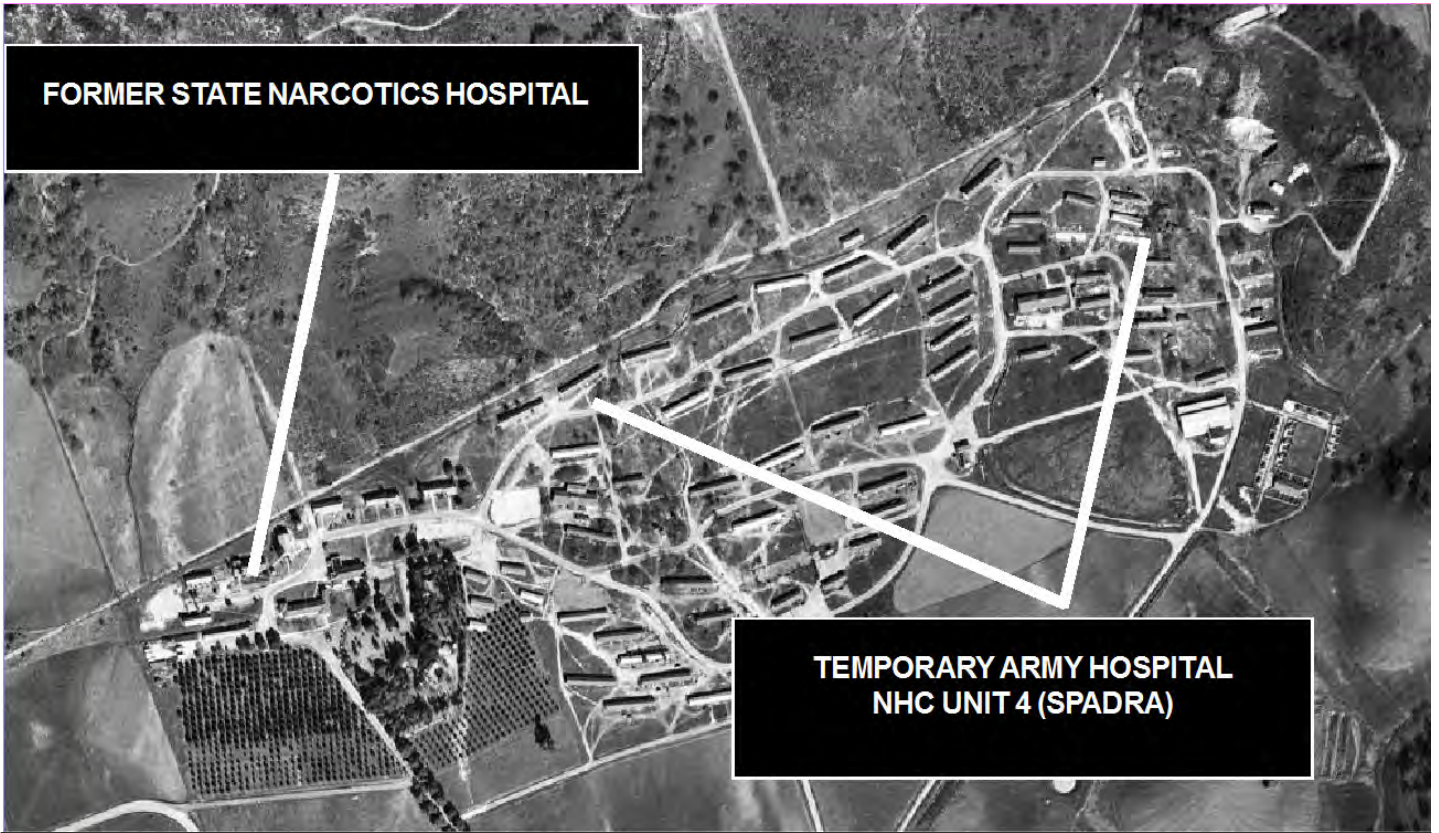 FORMER STATE NARCOTICS HOSPITAL
TEMPORARY ARMY HOSPITAL
NHC UNIT 4 (SPADRA)